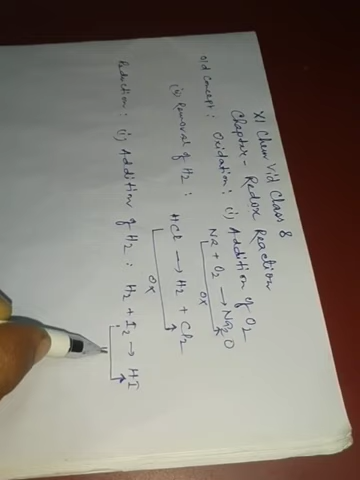 XI Chem Vid Class 8
Chapter - Redox Reaction
Old Concept : Oxidation : (i) Addition of O2
Na + O2 → Na2O
OX
(ii) Removal of H2 : HCl → H2 + Cl2
OX
Reduction : (i) Addition of H2 : H2 + I2 → HI